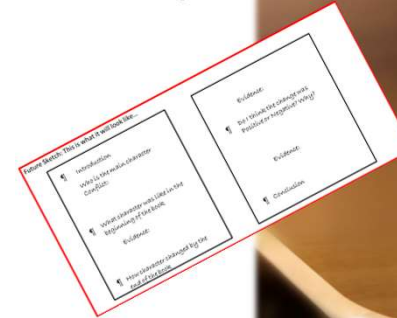 Future Sketch: This is what it will look like...
¶ Introduction
Who is the main character
Conflict:
¶ What character was like in the
beginning of the book
Evidence:
¶ How character changed by the
end of the book
Evidence:
¶ Do I think the change was
Positive or Negative? Why?
Evidence:
¶ Conclusion